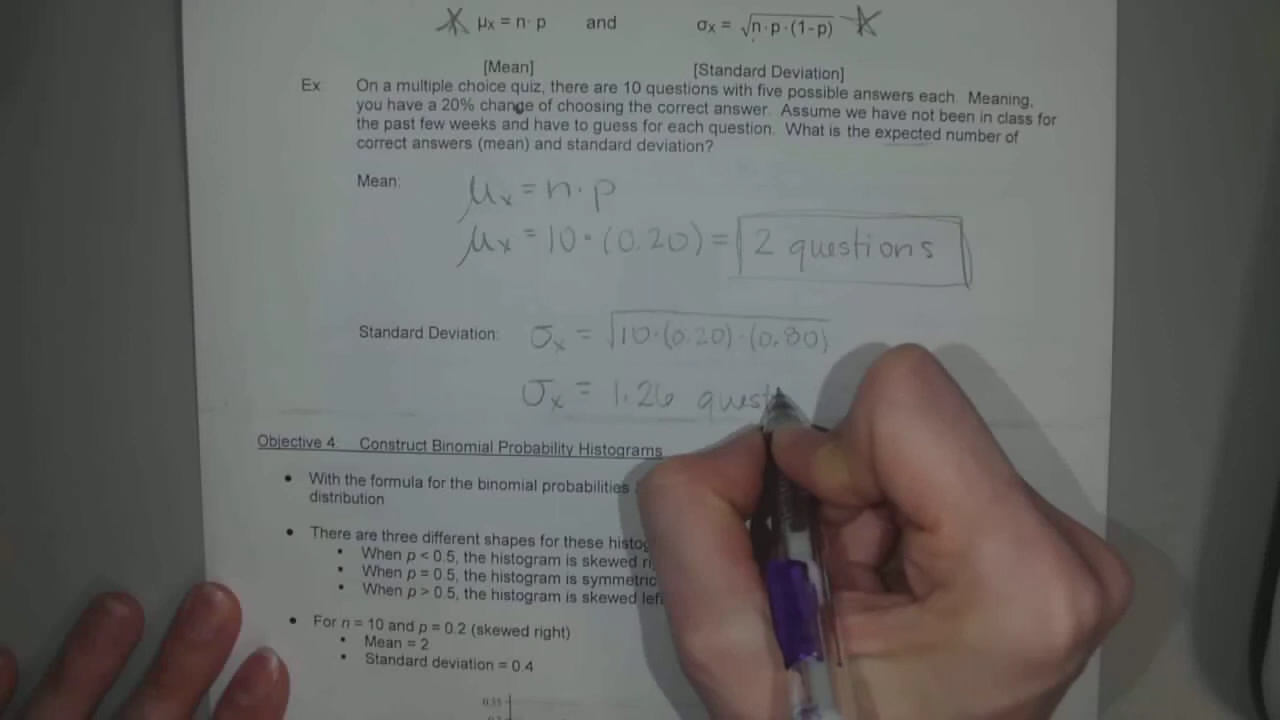 μx = n · p and σx = √n · p · (1-p)
[Mean] [Standard Deviation]
Ex: On a multiple choice quiz, there are 10 questions with five possible answers each. Meaning,
you have a 20% change of choosing the correct answer. Assume we have not been in class for
the past few weeks and have to guess for each question. What is the expected number of
correct answers (mean) and standard deviation?
Mean: μx = n · p
μx = 10 · (0.20) = 2 questions
Standard Deviation: σx = √10·(0.20)·(0.80)
σx = 1.26 quest
Objective 4: Construct Binomial Probability Histograms
• With the formula for the binomial probabilities
distribution
• There are three different shapes for these histog
▪ When p < 0.5, the histogram is skewed ri
▪ When p = 0.5, the histogram is symmetric
▪ When p > 0.5, the histogram is skewed left
• For n = 10 and p = 0.2 (skewed right)
▪ Mean = 2
▪ Standard deviation = 0.4
0.35